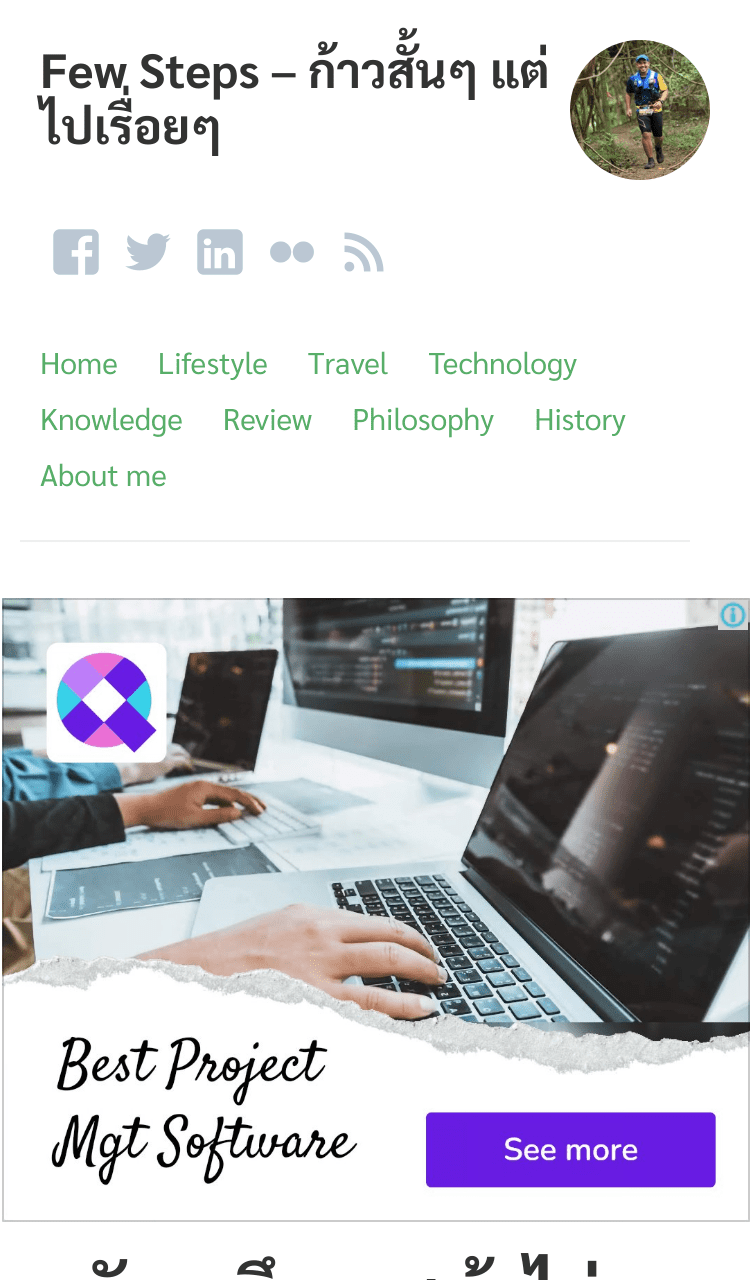 Few Steps – ก้าวสั้นๆ แต่
ไปเรื่อยๆ
Home Lifestyle Travel Technology
Knowledge Review Philosophy History
About me
Best Project
Mgt Software
See more